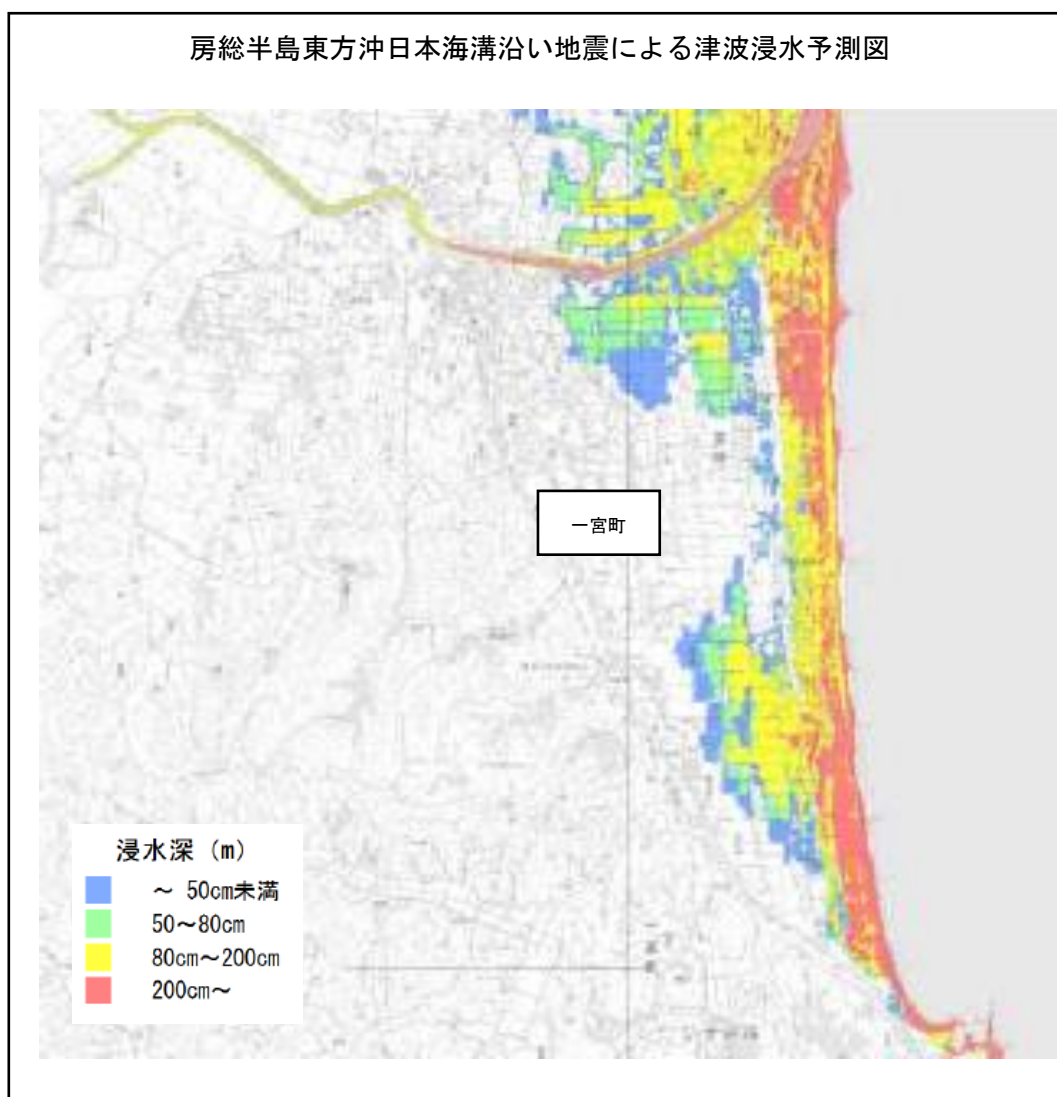 房総半島東方沖日本海溝沿い地震による津波浸水予測図
一宮町
浸水深（m）
～ 50cm未満
50～80cm
80cm～200cm
200cm～